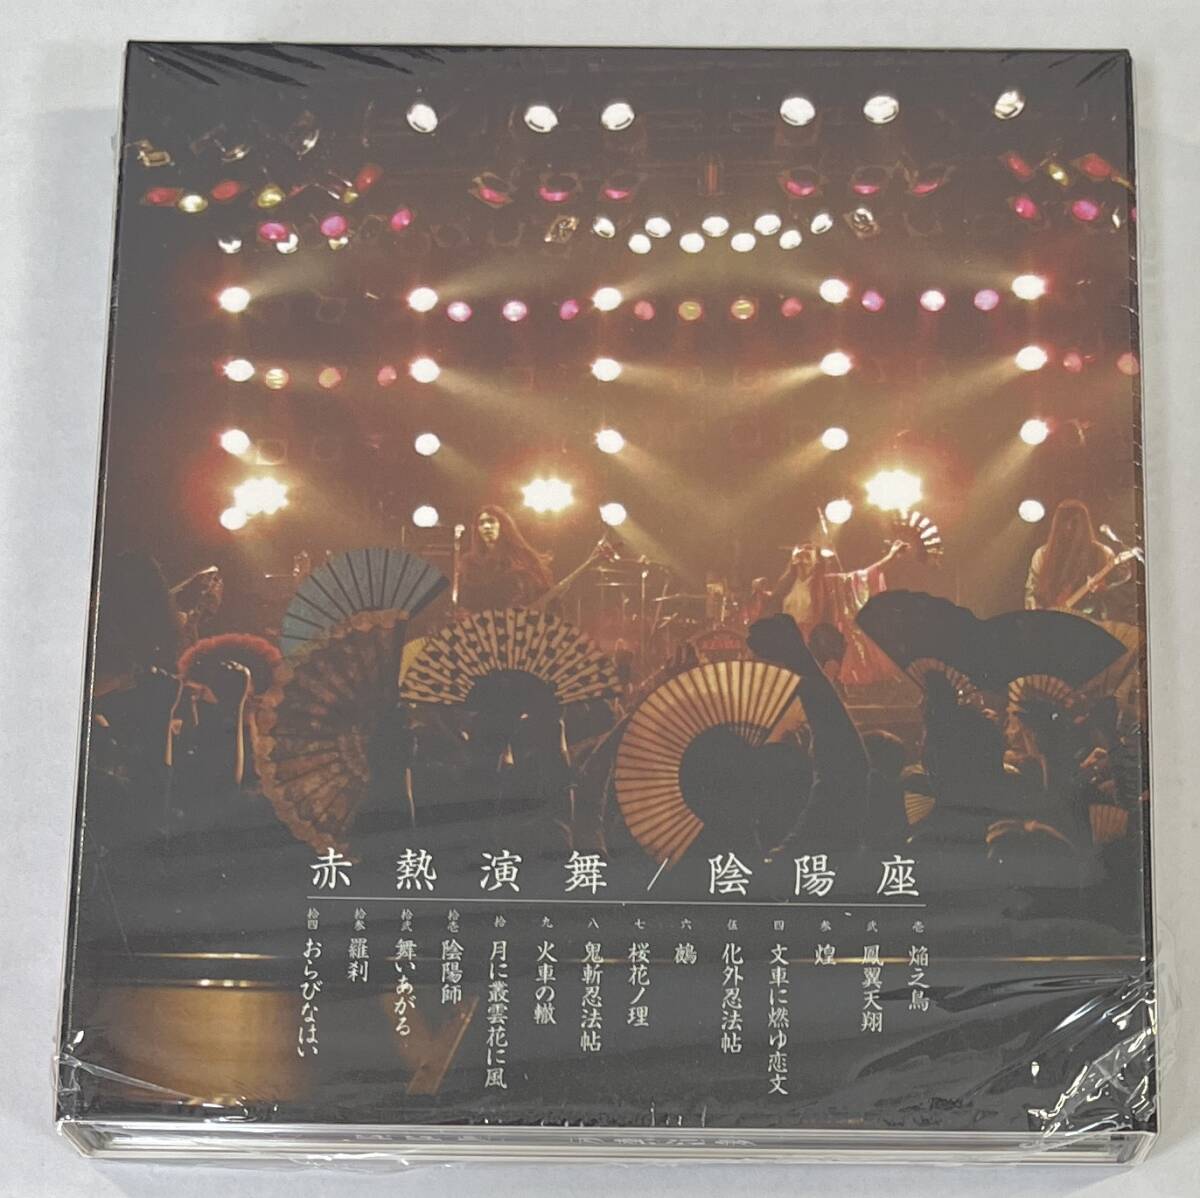 赤熱演舞/陰陽座
壱 焔之鳥
弐 鳳翼天翔
参 煌
四 文車に燃ゆ恋文
伍 化外忍法帖
六 鵺
七 桜花ノ理
八 鬼斬忍法帖
九 火車の轍
拾 月に叢雲花に風
拾壱 陰陽師
拾弐 舞いあがる
拾参 羅刹
拾四 おらびなはい